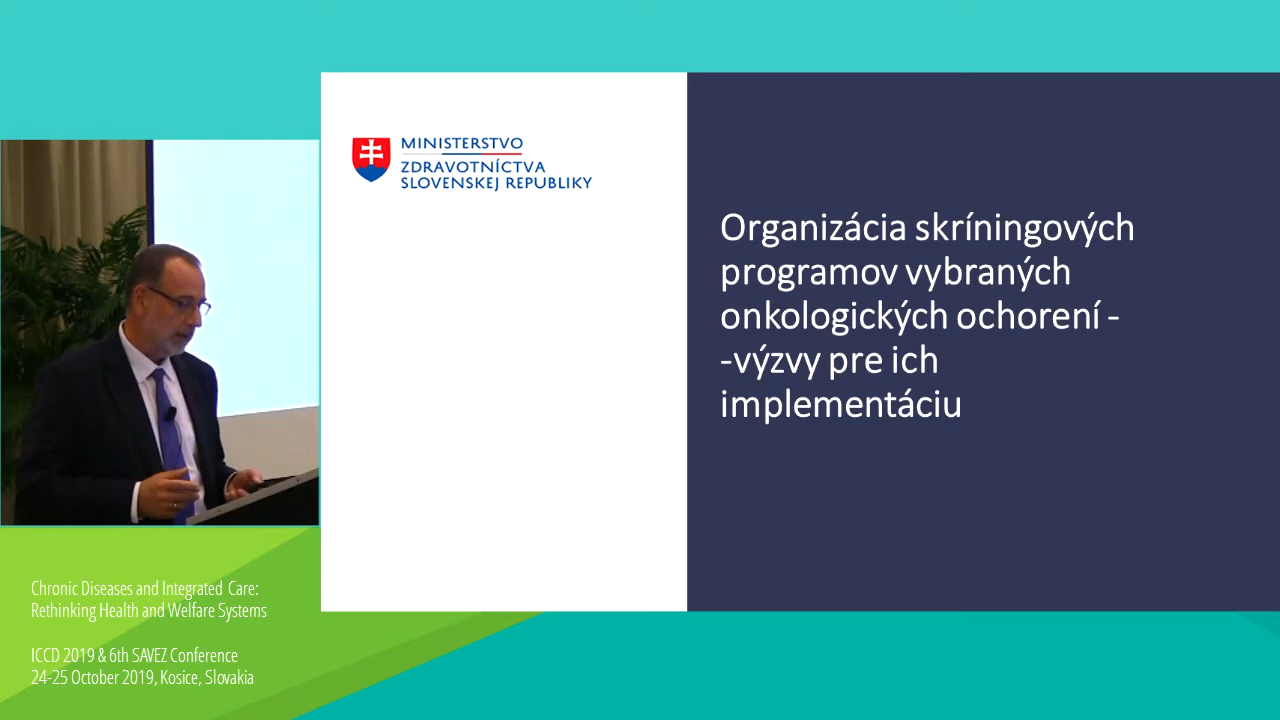 MINISTERSTVO
ZDRAVOTNÍCTVA
SLOVENSKEJ REPUBLIKY
Organizácia skríningových
programov vybraných
onkologických ochorení -
-výzvy pre ich
implementáciu
Chronic Diseases and Integrated Care:
Rethinking Health and Welfare Systems
ICCD 2019 & 6th SAVEZ Conference
24-25 October 2019, Kosice, Slovakia